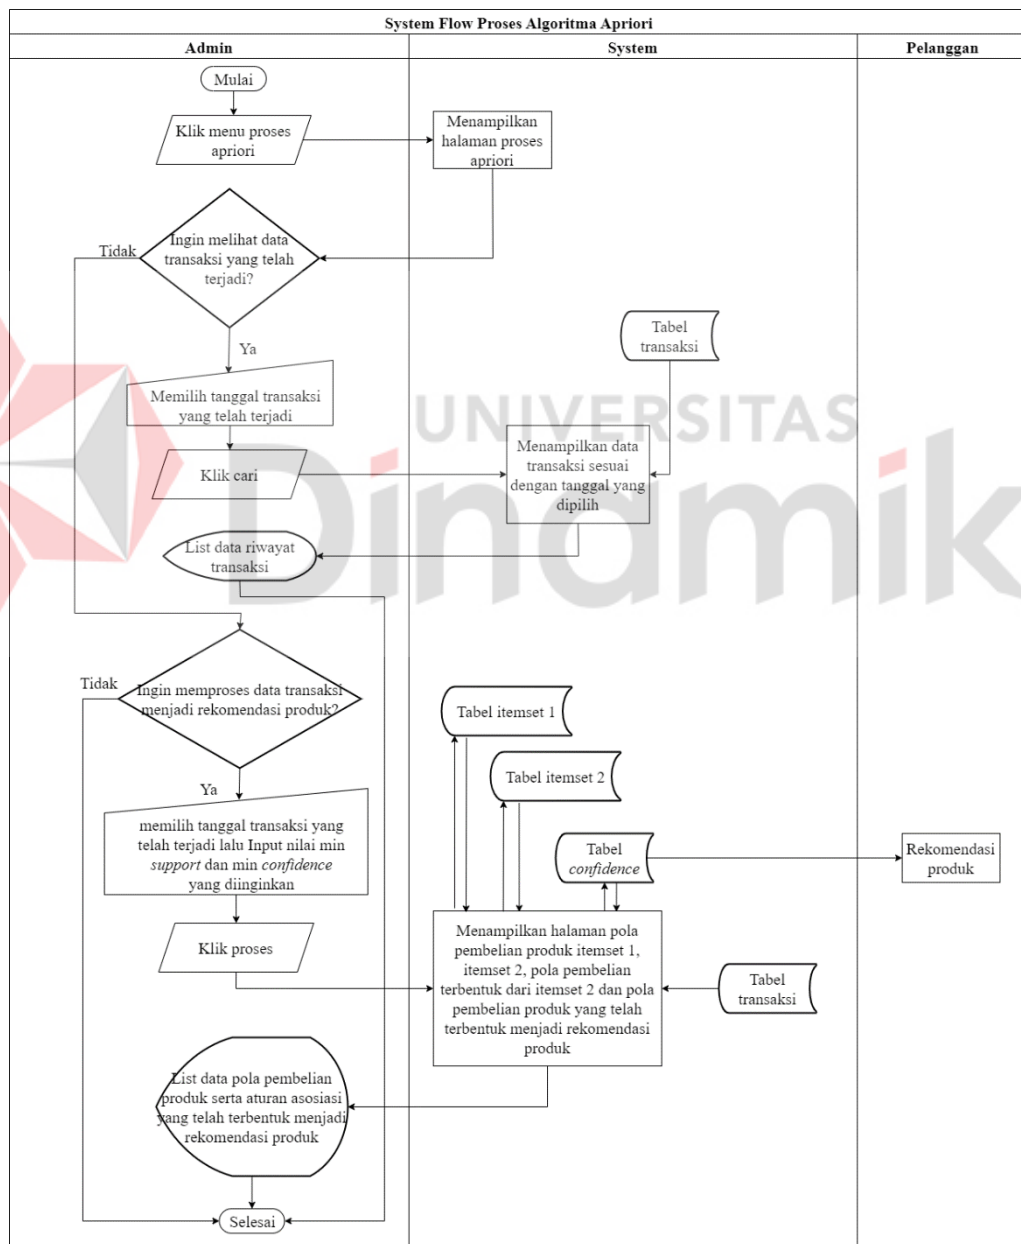 System Flow Proses Algoritma Apriori
Admin
System
Pelanggan
Mulai
Klik menu proses
apriori
Menampilkan
halaman proses
apriori
Tidak
Ingin melihat data
transaksi yang telah
terjadi?
Ya
Tabel
transaksi
Memilih tanggal transaksi
yang telah terjadi
UNIVERSITAS
Dinamika
Klik cari
Menampilkan data
transaksi sesuai
dengan tanggal yang
dipilih
List data riwayat
transaksi
Tidak
Ingin memproses data transaksi
menjadi rekomendasi produk?
Tabel itemset 1
Tabel itemset 2
Ya
memilih tanggal transaksi yang
telah terjadi lalu Input nilai min
support dan min confidence
yang diinginkan
Tabel
confidence
Rekomendasi
produk
Klik proses
Menampilkan halaman pola
pembelian produk itemset 1,
itemset 2, pola pembelian
terbentuk dari itemset 2 dan pola
pembelian produk yang telah
terbentuk menjadi rekomendasi
produk
Tabel
transaksi
List data pola pembelian
produk serta aturan asosiasi
yang telah terbentuk menjadi
rekomendasi produk
Selesai